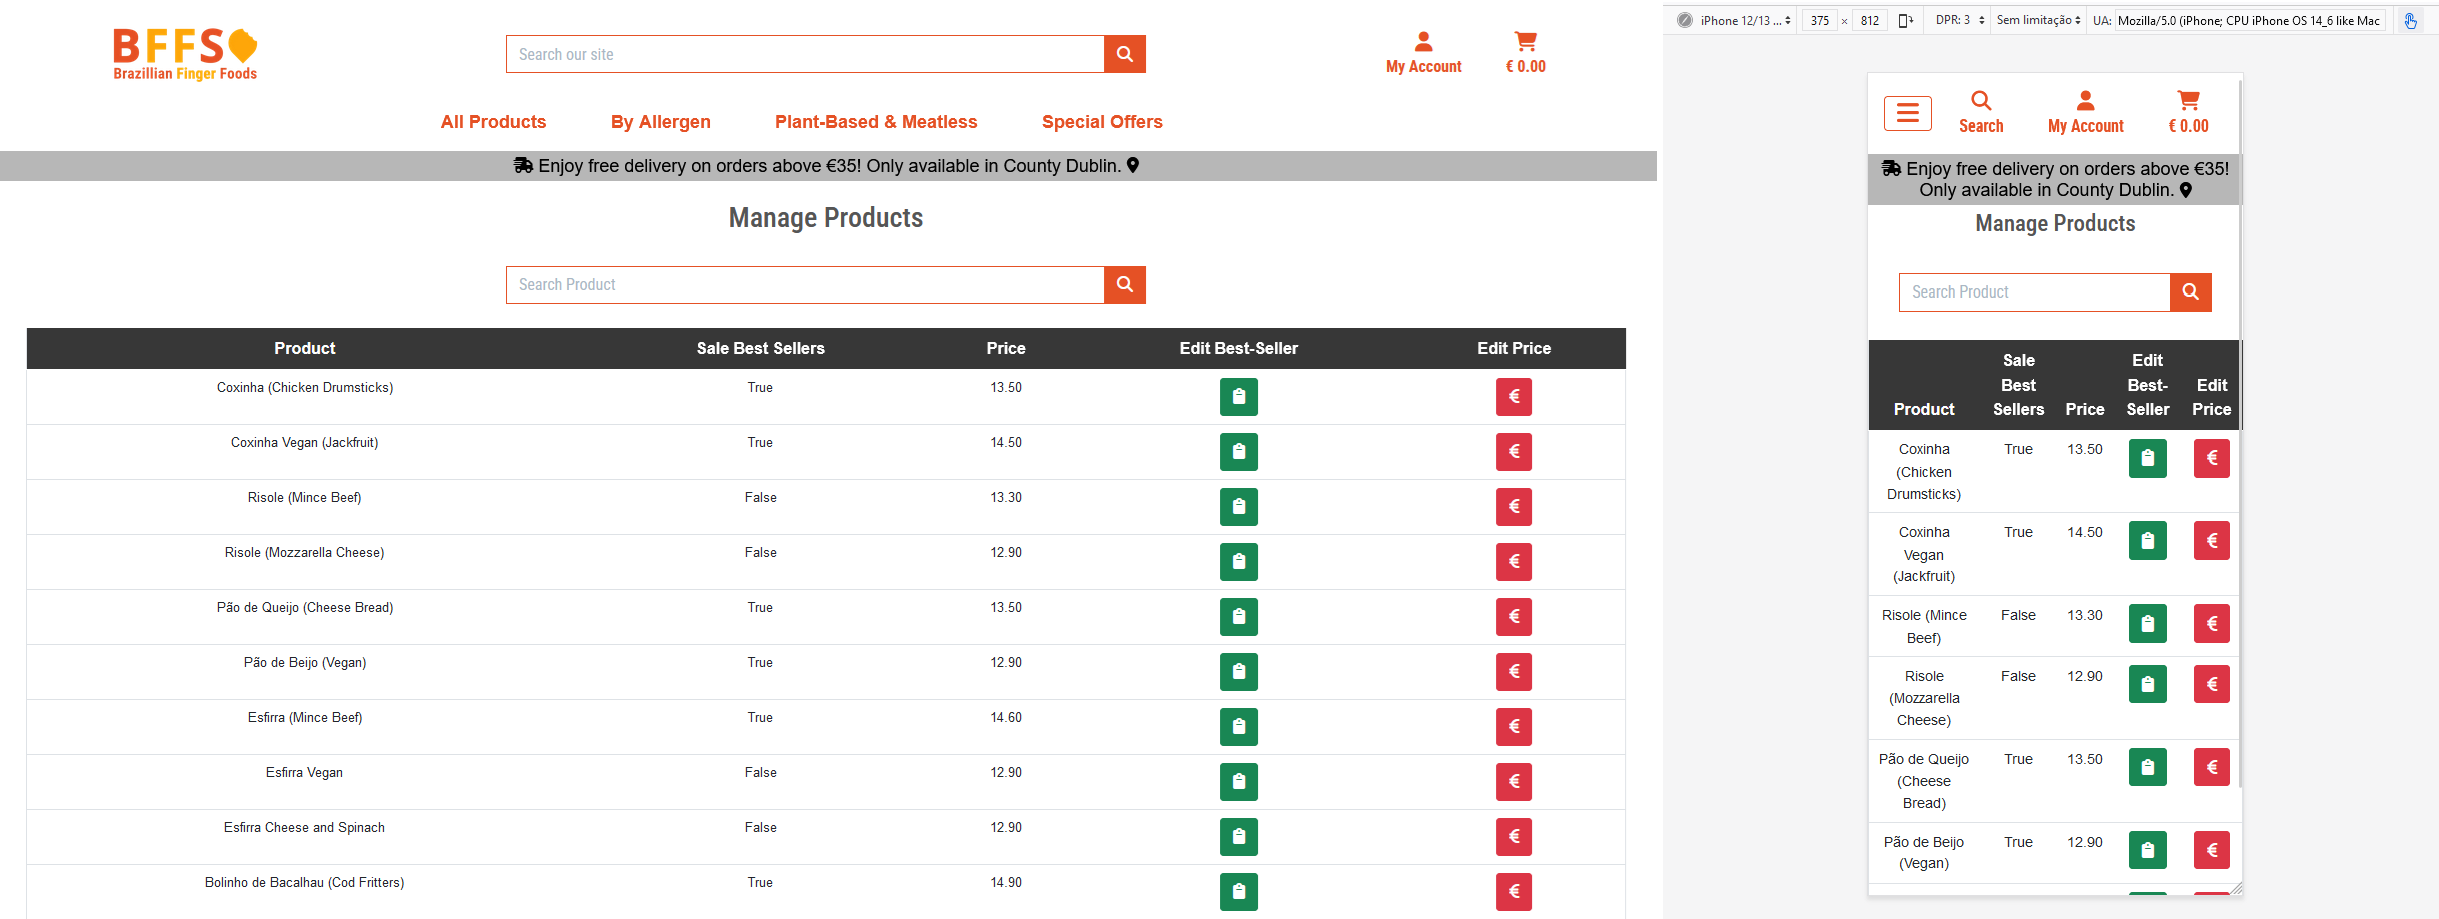 BFFS
Brazillian Finger Foods
Search our site
My Account
€ 0.00
All Products By Allergen Plant-Based & Meatless Special Offers
Enjoy free delivery on orders above €35! Only available in County Dublin.
Manage Products
Search Product
Product Sale Best Sellers Price Edit Best-Seller Edit Price
Coxinha (Chicken Drumsticks) True 13.50 €
Coxinha Vegan (Jackfruit) True 14.50 €
Risole (Mince Beef) False 13.30 €
Risole (Mozzarella Cheese) False 12.90 €
Pão de Queijo (Cheese Bread) True 13.50 €
Pão de Beijo (Vegan) True 12.90 €
Esfirra (Mince Beef) True 14.60 €
Esfirra Vegan False 12.90 €
Esfirra Cheese and Spinach False 12.90 €
Bolinho de Bacalhau (Cod Fritters) True 14.90 €
iPhone 12/13 ... 375 × 812 DPR: 3 Sem limitação UA: Mozilla/5.0 (iPhone; CPU iPhone OS 14_6 like Mac
Search
My Account
€ 0.00
Enjoy free delivery on orders above €35!
Only available in County Dublin.
Manage Products
Search Product
Sale Edit
Best Best- Edit
Product Sellers Price Seller Price
Coxinha True 13.50 €
(Chicken
Drumsticks)
Coxinha True 14.50 €
Vegan
(Jackfruit)
Risole (Mince False 13.30 €
Beef)
Risole False 12.90 €
(Mozzarella
Cheese)
Pão de Queijo True 13.50 €
(Cheese
Bread)
Pão de Beijo True 12.90 €
(Vegan)